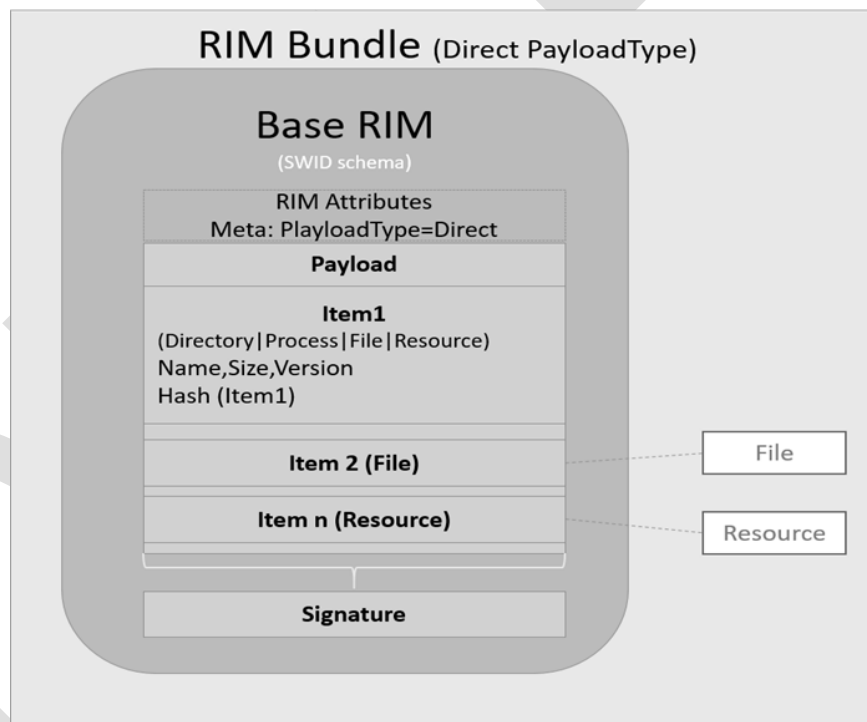 RIM Bundle (Direct PayloadType)
Base RIM
(SWID schema)
RIM Attributes
Meta: PlayloadType=Direct
Payload
Item1
(Directory|Process|File|Resource)
Name,Size,Version
Hash (Item1)
Item 2 (File)
File
Item n (Resource)
Resource
Signature